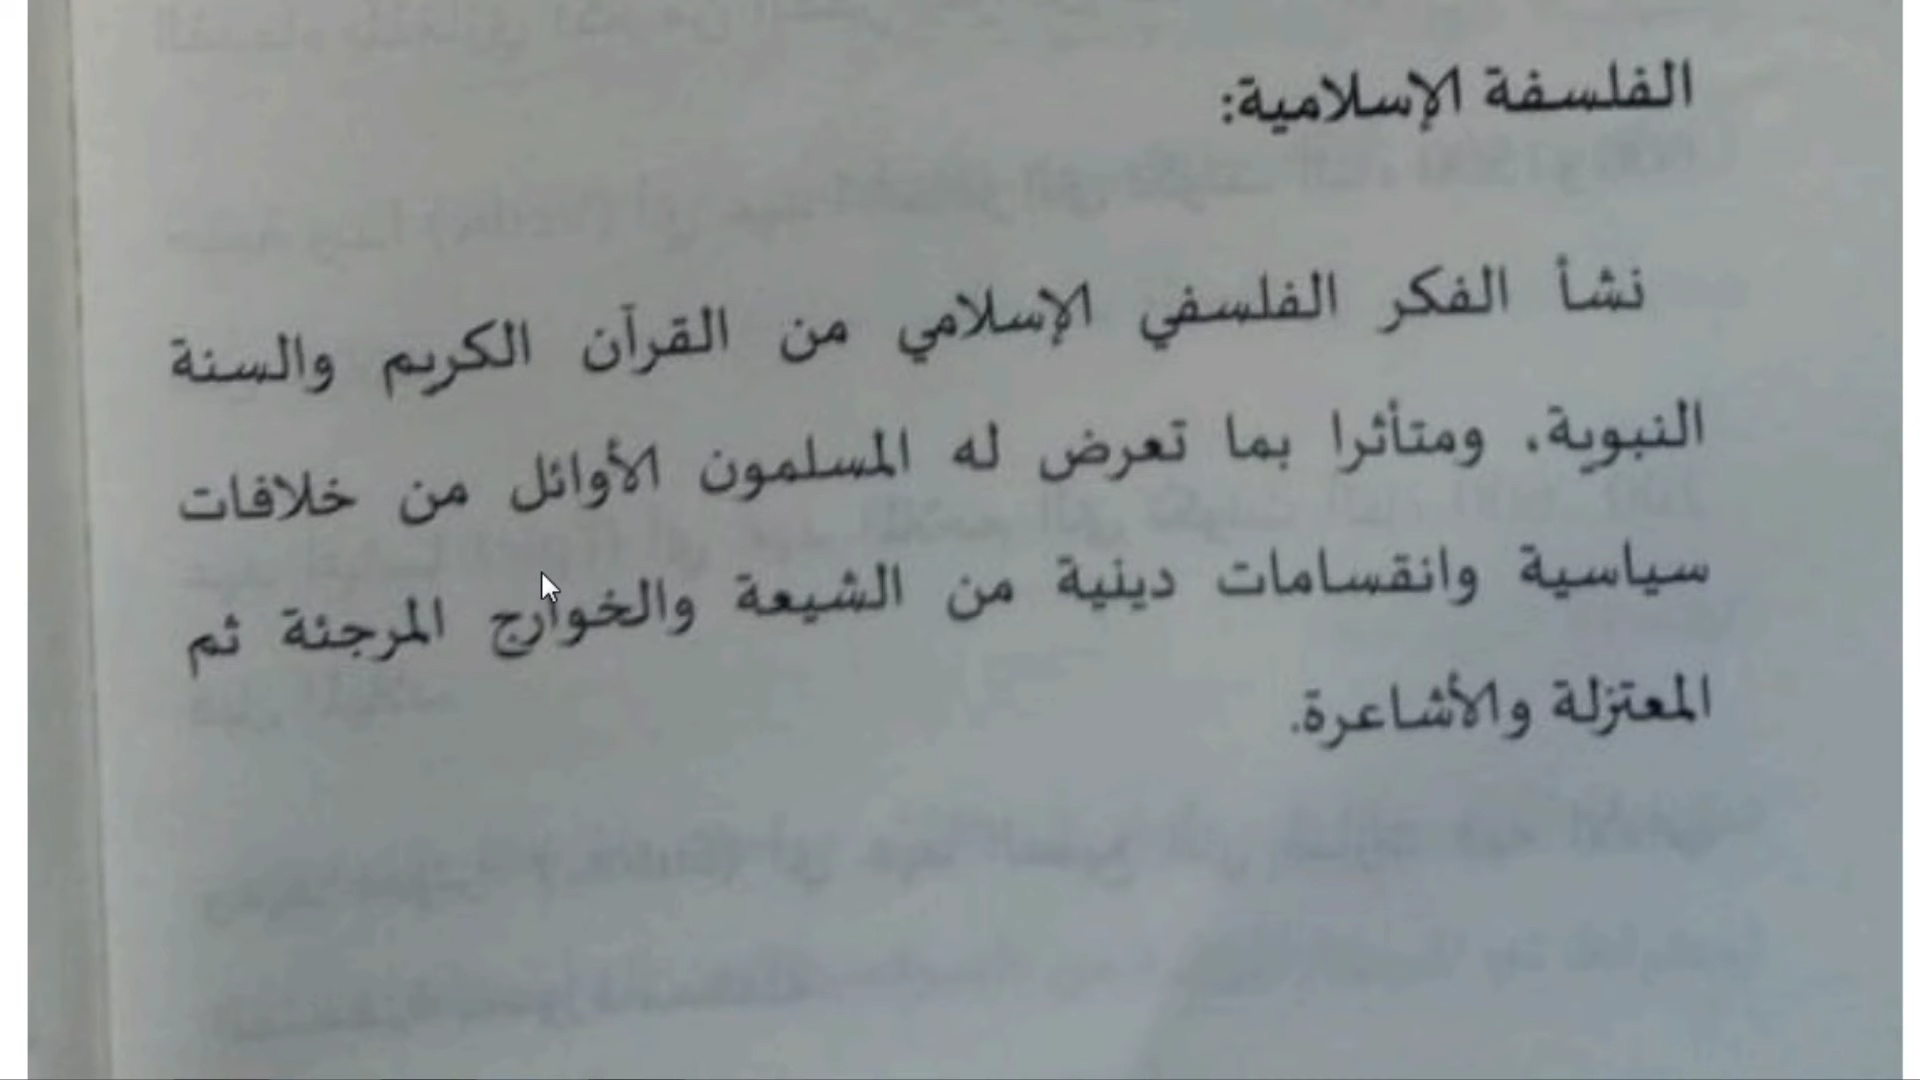 الفلسفة الإسلامية:
نشأ الفكر الفلسفي الإسلامي من القرآن الكريم والسنة
النبوية. ومتأثرا بما تعرض له المسلمون الأوائل من خلافات
سياسية وانقسامات دينية من الشيعة والخوارج المرجئة ثم
المعتزلة والأشاعرة.